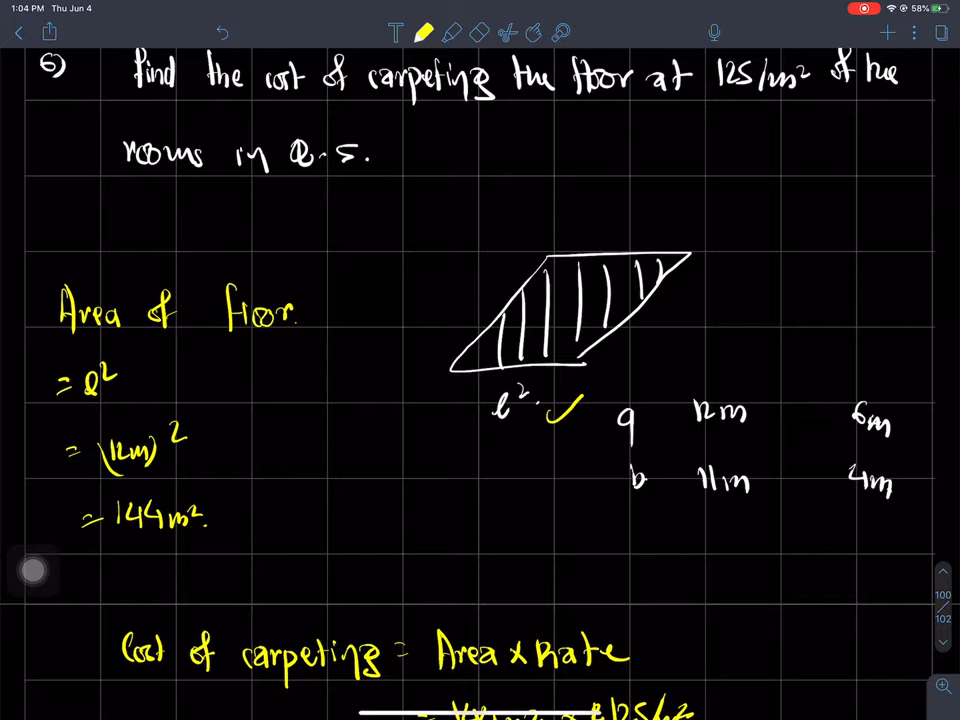 1:04 PM Thu Jun 4
58%
6) Find the cost of carpeting the floor at 125/m² of the
rooms in Q.5.
Area of floor.
= l²
= (12m)²
= 144m².
l².
a 12m 6m
b 11m 4m
100
/
102
Cost of carpeting = Area × Rate
= 144m² ×